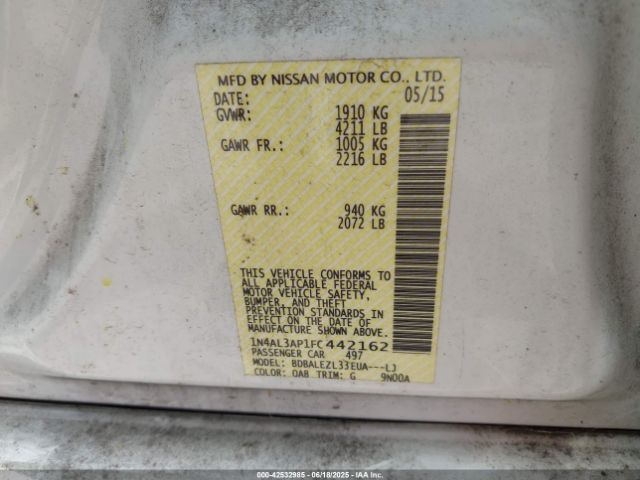 MFD BY NISSAN MOTOR CO., LTD.
DATE: 05/15
GVWR: 1910 KG
4211 LB
GAWR FR.: 1005 KG
2216 LB
GAWR RR.: 940 KG
2072 LB
THIS VEHICLE CONFORMS TO
ALL APPLICABLE FEDERAL
MOTOR VEHICLE SAFETY,
BUMPER, AND THEFT
PREVENTION STANDARDS IN
EFFECT ON THE DATE OF
MANUFACTURE SHOWN ABOVE.
1N4AL3AP1FC442162
PASSENGER CAR 497
MODEL: BDBALEZL33EUA---LJ
COLOR: QAB TRIM: G 9N00A
000-42532985 - 06/18/2025 - IAA Inc.